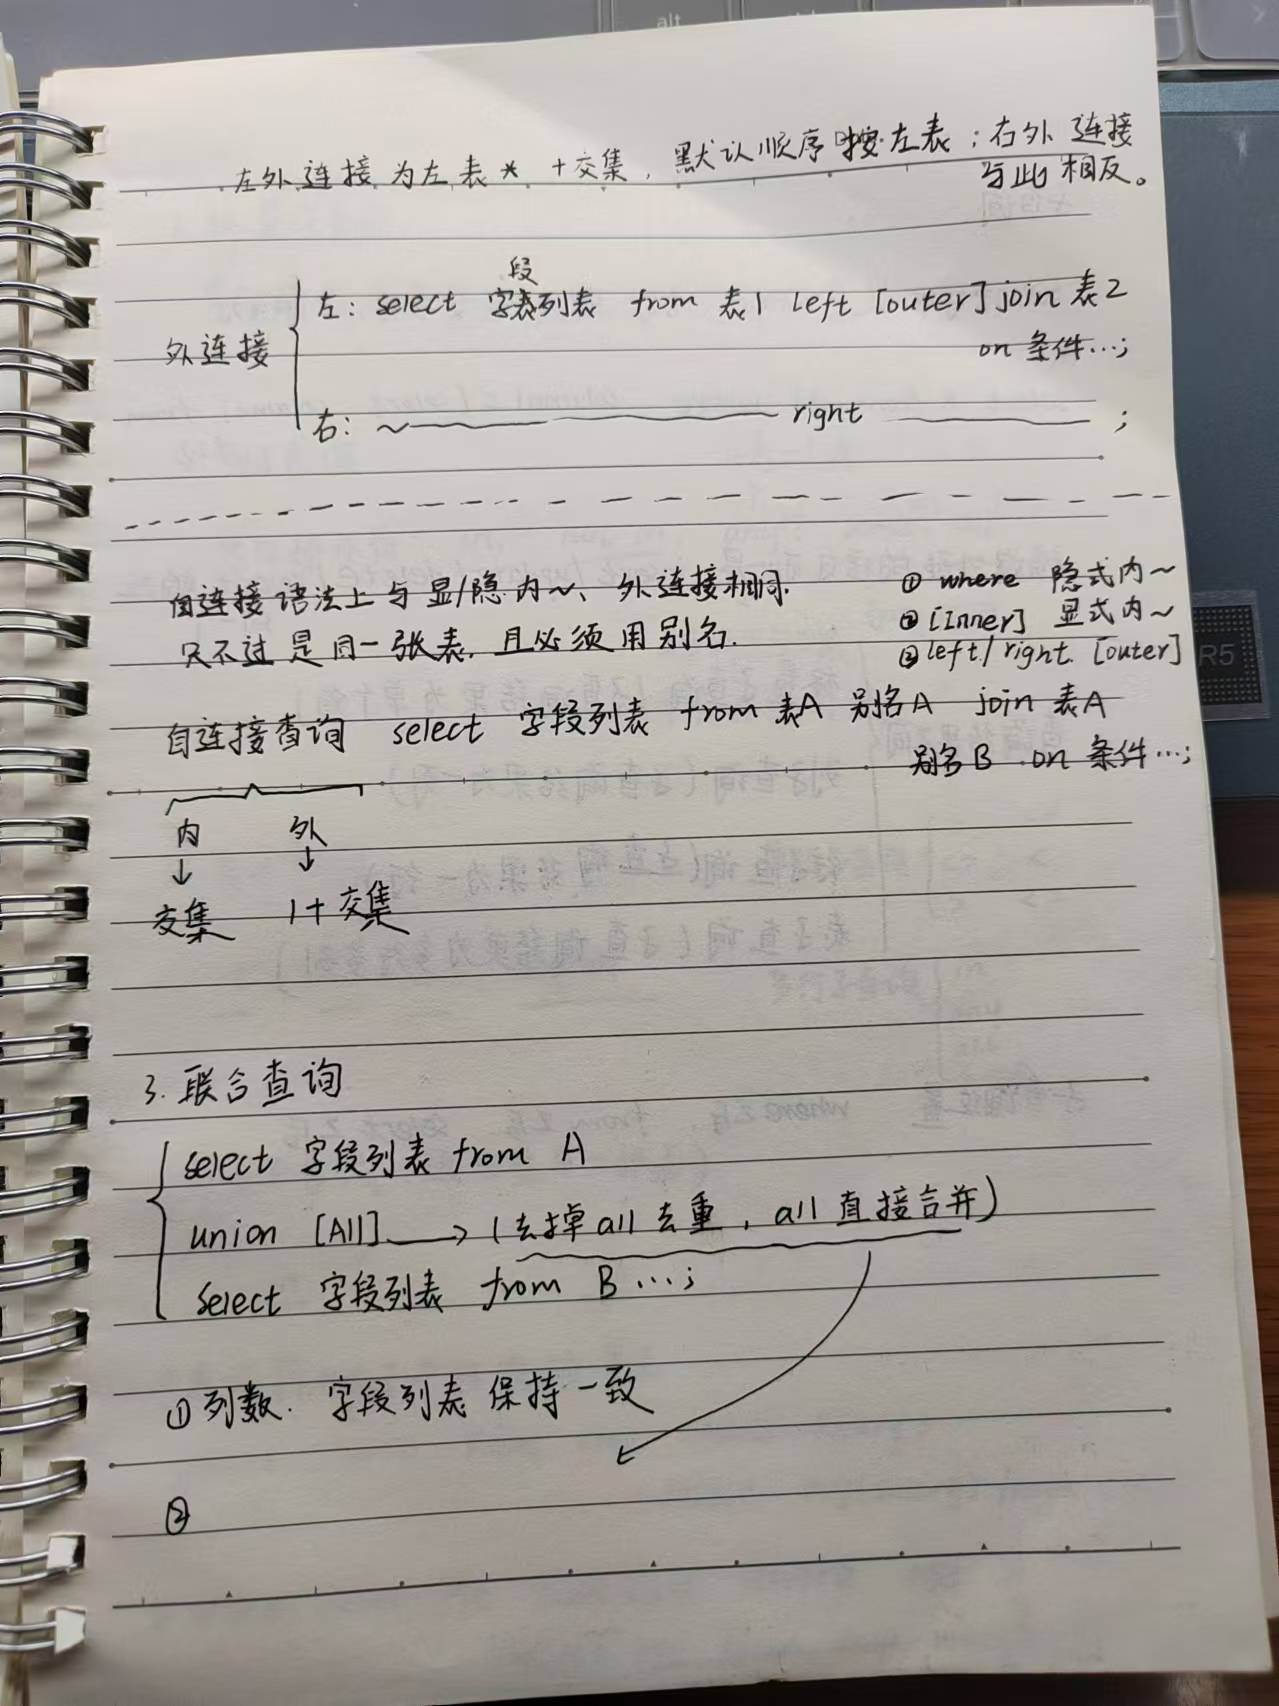 左外连接为左表* +交集，默认顺序按左表；右外连接
与此相反。
段
左：select 字表列表 from 表1 left [outer] join 表2
外连接
on 条件…；
右：～ right ；
自连接语法上与显/隐内～、外连接相同.
只不过是同一张表，且必须用别名.
① where 隐式内～
② [Inner] 显式内～
③ left/right [outer]
自连接查询 select 字段列表 from 表A 别名A join 表A
别名B on 条件…；
内 外
↓ ↓
交集 1+交集
3.联合查询
select 字段列表 from A
union [All] → (去掉all去重，all直接合并)
select 字段列表 from B …；
①列数. 字段列表保持一致
②
alt
R5